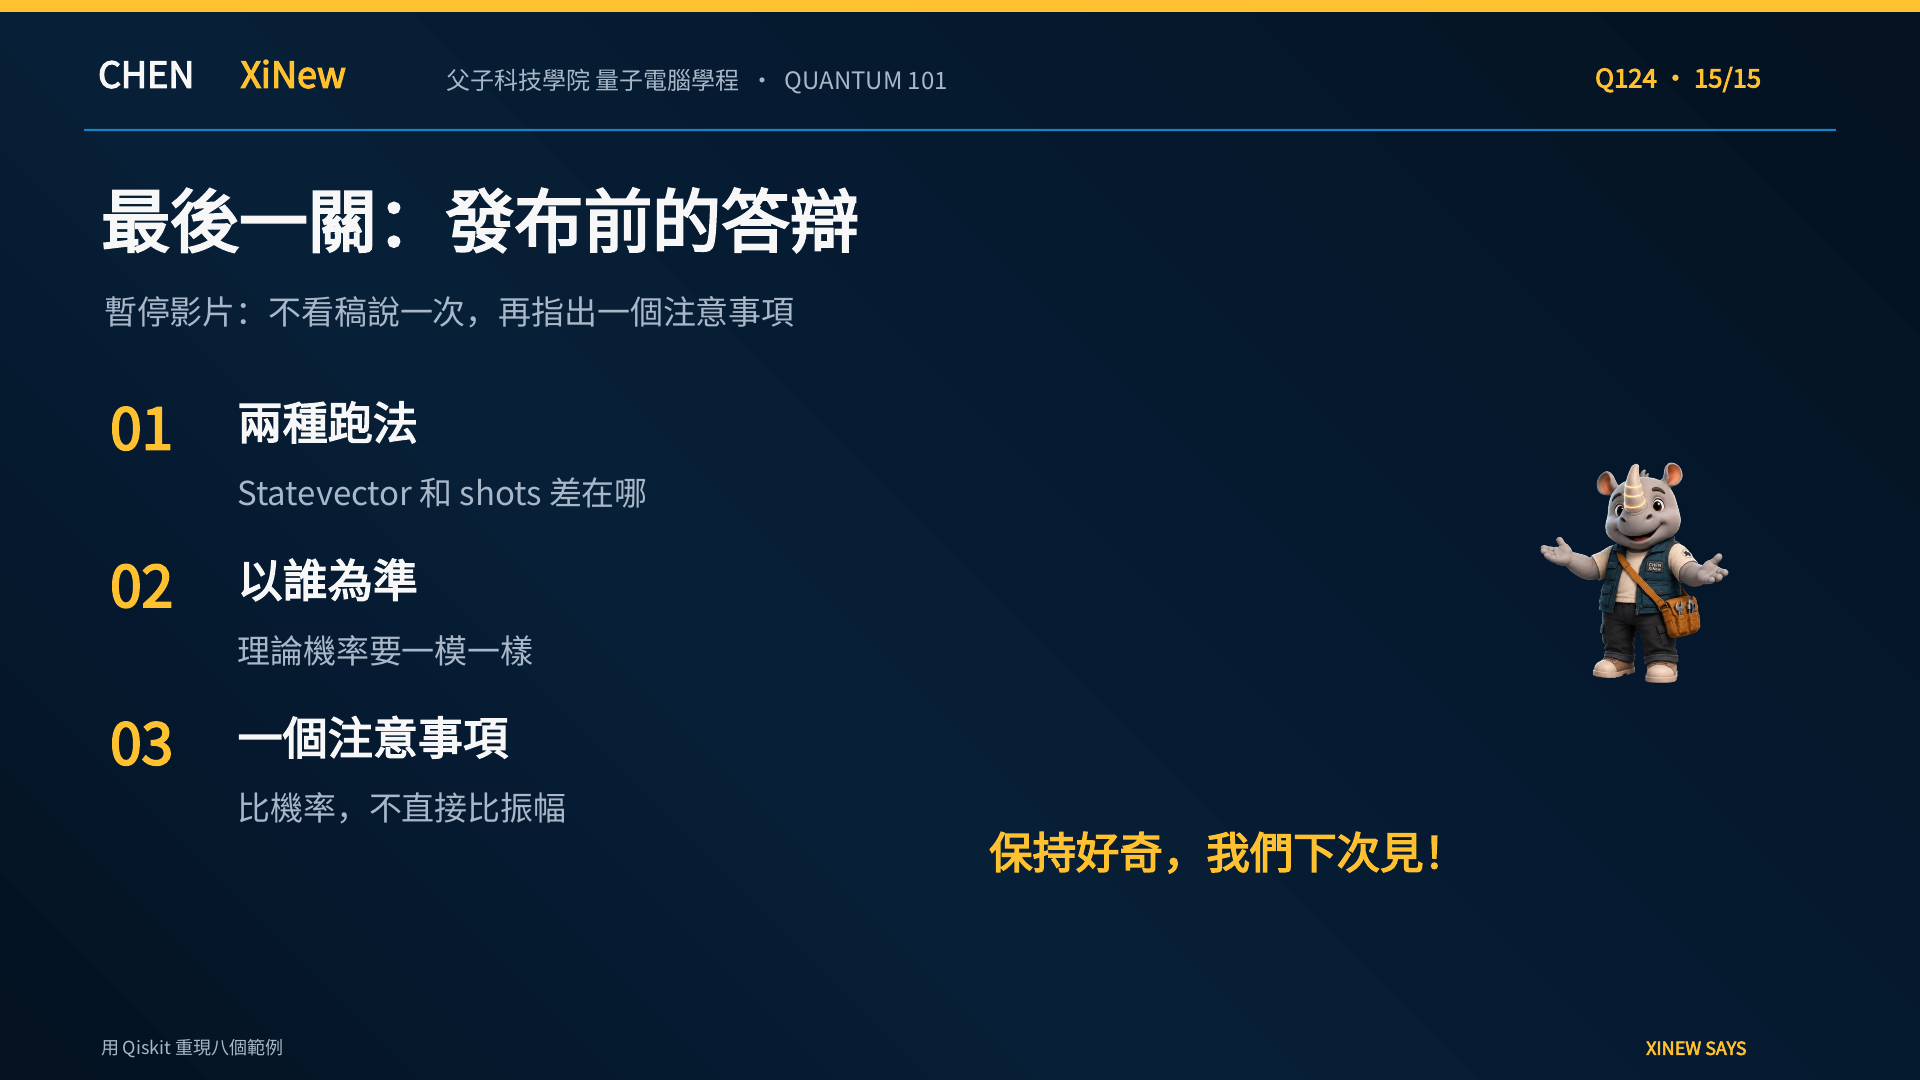 CHEN XiNew 父子科技學院 量子電腦學程 · QUANTUM 101 Q124 · 15/15
最後一關：發布前的答辯
暫停影片：不看稿說一次，再指出一個注意事項
01 兩種跑法
Statevector 和 shots 差在哪
02 以誰為準
理論機率要一模一樣
03 一個注意事項
比機率，不直接比振幅
保持好奇，我們下次見！
用 Qiskit 重現八個範例 XINEW SAYS